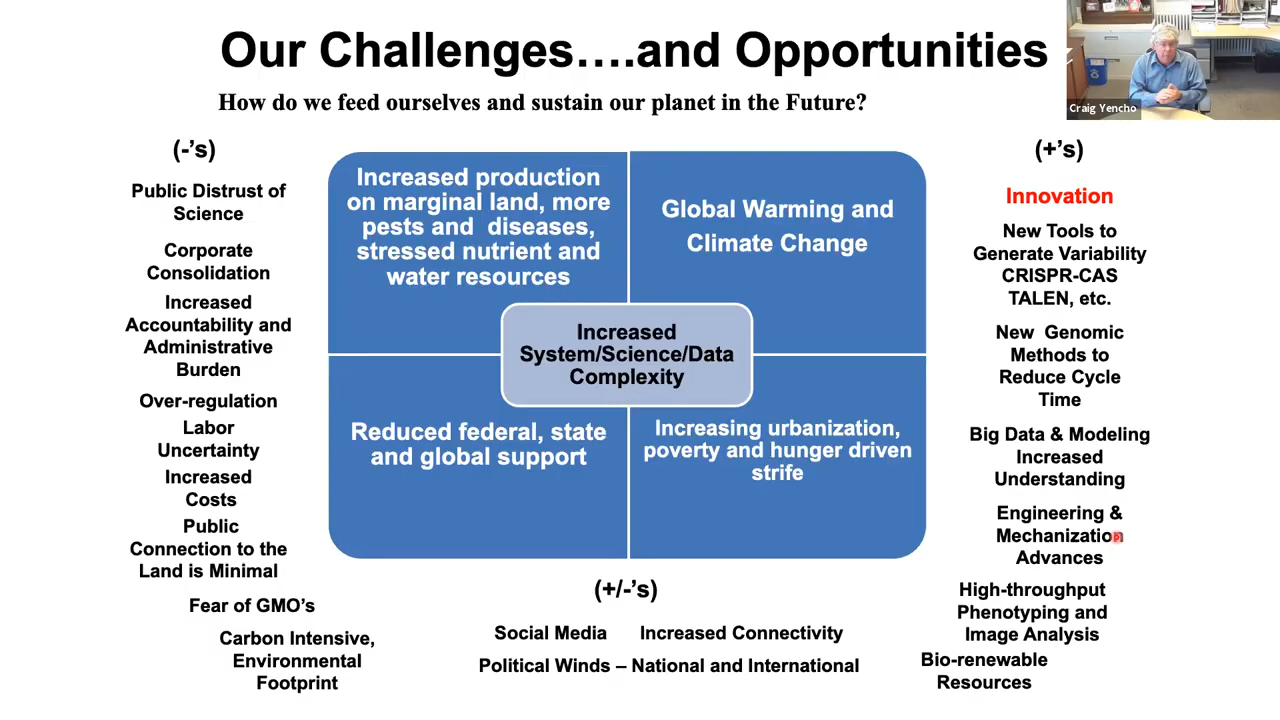 Our Challenges….and Opportunities
How do we feed ourselves and sustain our planet in the Future?
Craig Yencho
(-’s)
Public Distrust of
Science
Corporate
Consolidation
Increased
Accountability and
Administrative
Burden
Over-regulation
Labor
Uncertainty
Increased
Costs
Public
Connection to the
Land is Minimal
Fear of GMO’s
Carbon Intensive,
Environmental
Footprint
Increased production
on marginal land, more
pests and diseases,
stressed nutrient and
water resources
Global Warming and
Climate Change
Increased
System/Science/Data
Complexity
Reduced federal, state
and global support
Increasing urbanization,
poverty and hunger driven
strife
(+/-’s)
Social Media Increased Connectivity
Political Winds – National and International
(+’s)
Innovation
New Tools to
Generate Variability
CRISPR-CAS
TALEN, etc.
New Genomic
Methods to
Reduce Cycle
Time
Big Data & Modeling
Increased
Understanding
Engineering &
Mechanization
Advances
High-throughput
Phenotyping and
Image Analysis
Bio-renewable
Resources